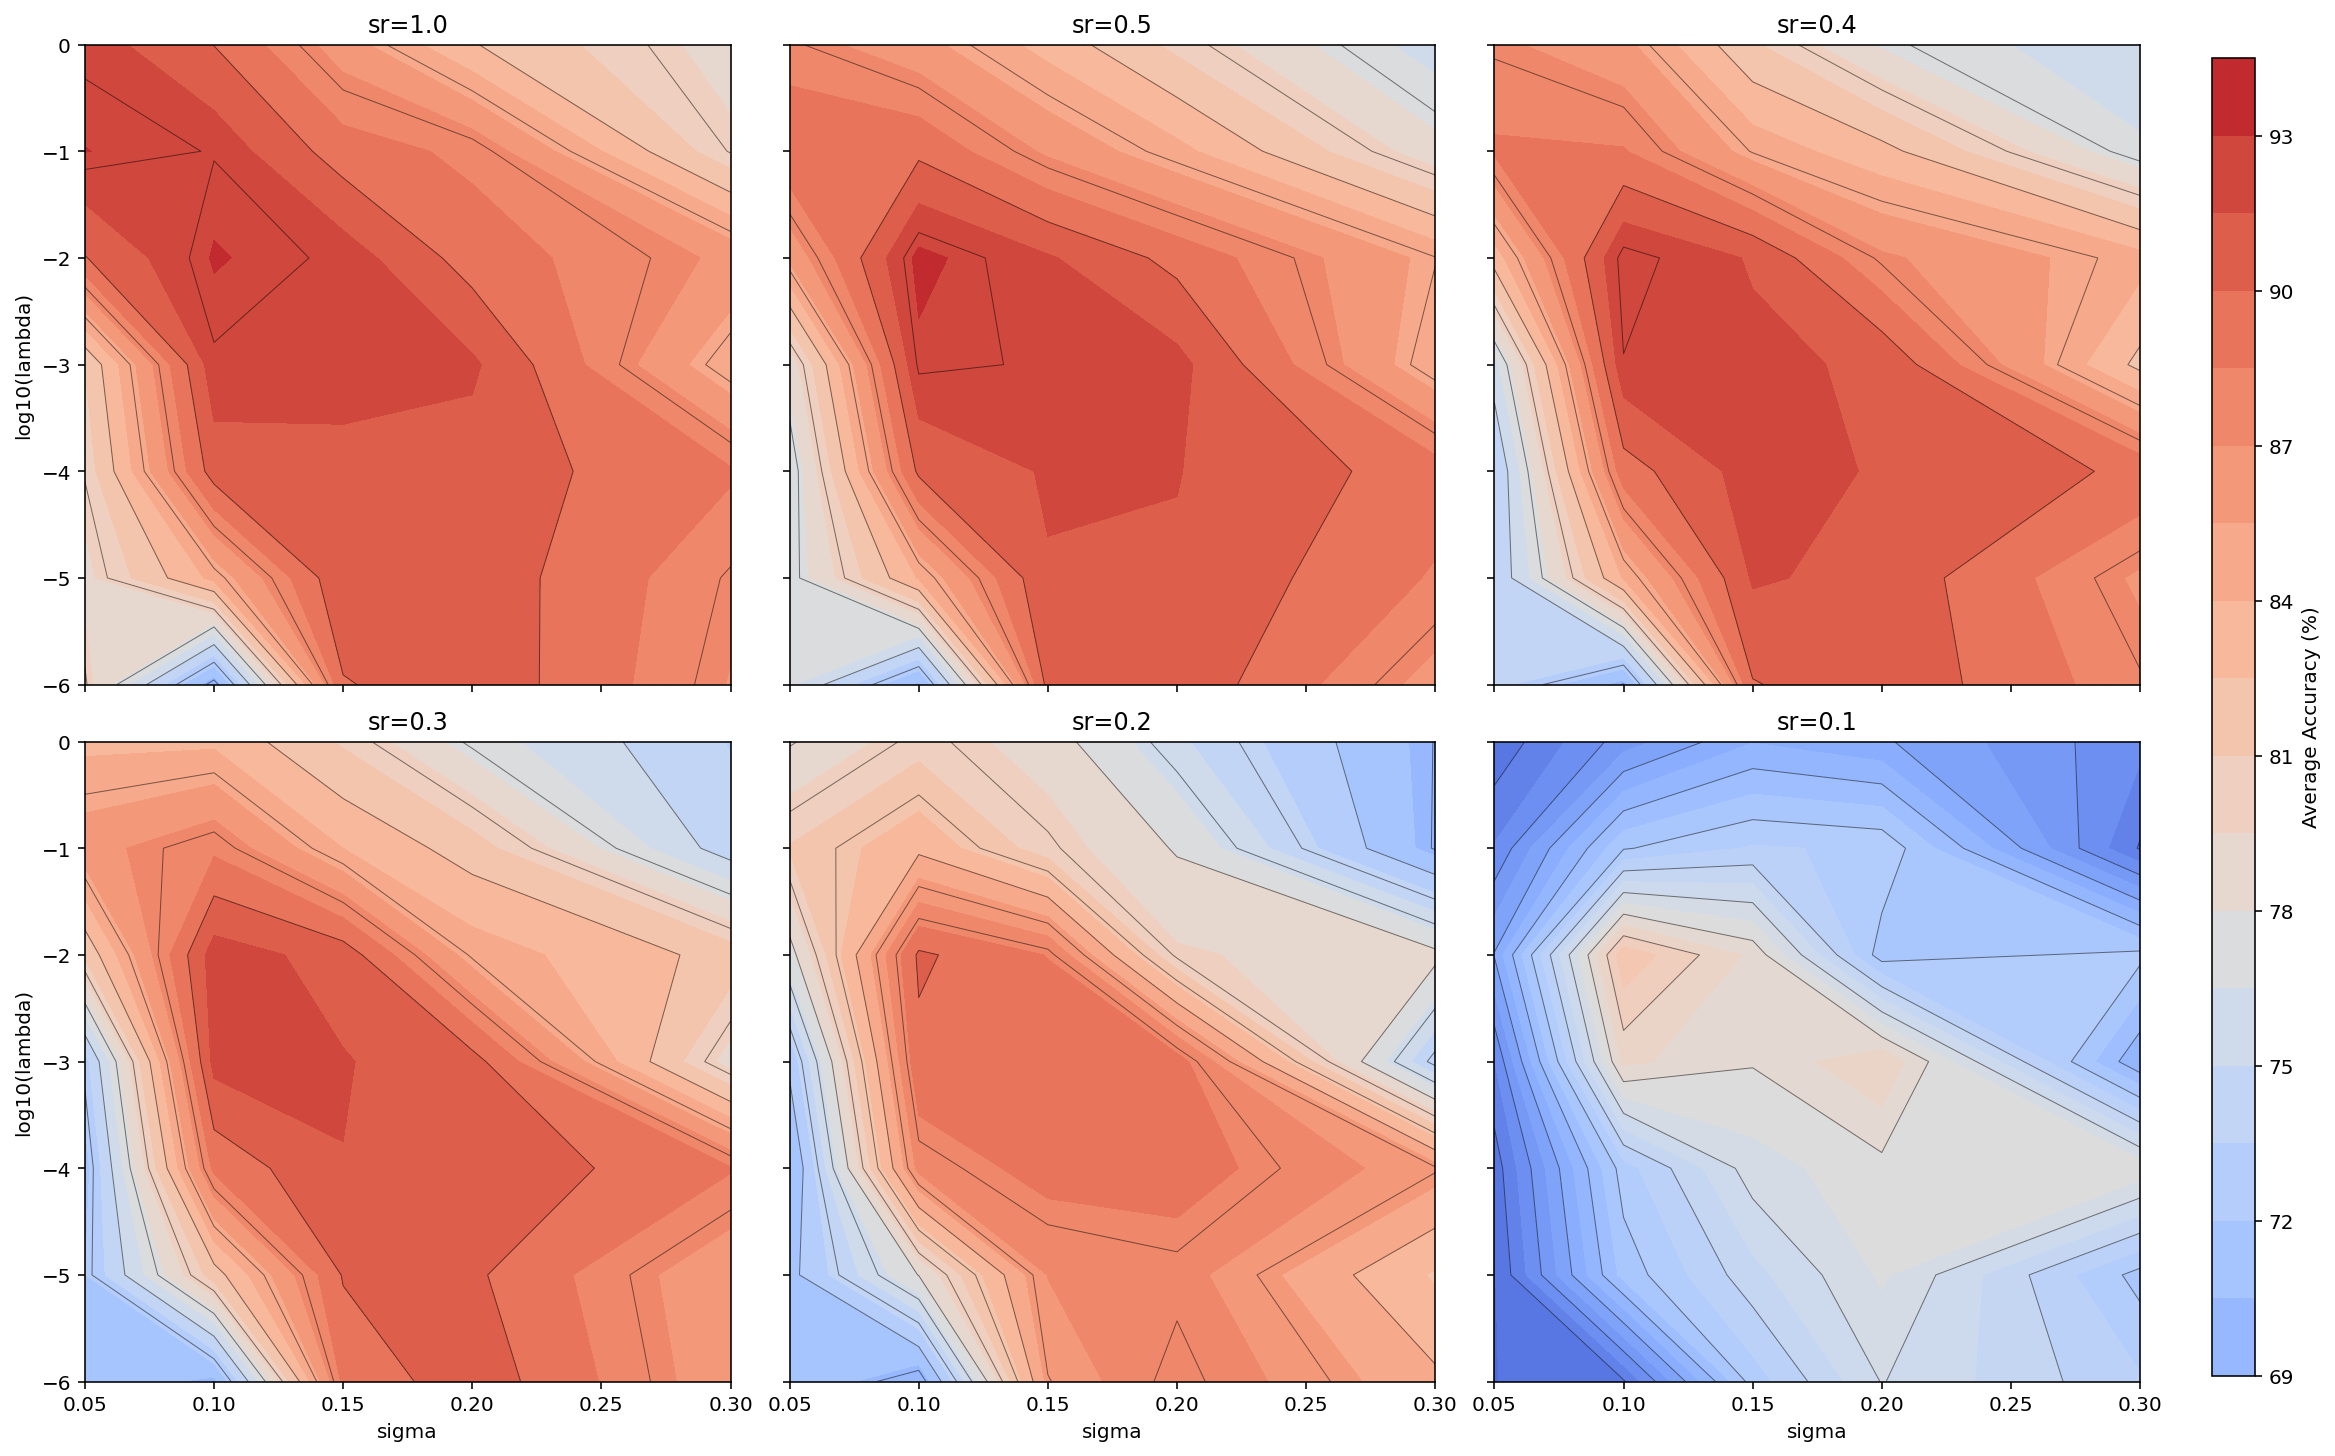 sr=1.0
sr=0.5
sr=0.4
0
−1
−2
−3
−4
−5
−6
log10(lambda)
sr=0.3
sr=0.2
sr=0.1
0
−1
−2
−3
−4
−5
−6
log10(lambda)
0.05 0.10 0.15 0.20 0.25 0.30
sigma
0.05 0.10 0.15 0.20 0.25 0.30
sigma
0.05 0.10 0.15 0.20 0.25 0.30
sigma
93
90
87
84
81
78
75
72
69
Average Accuracy (%)